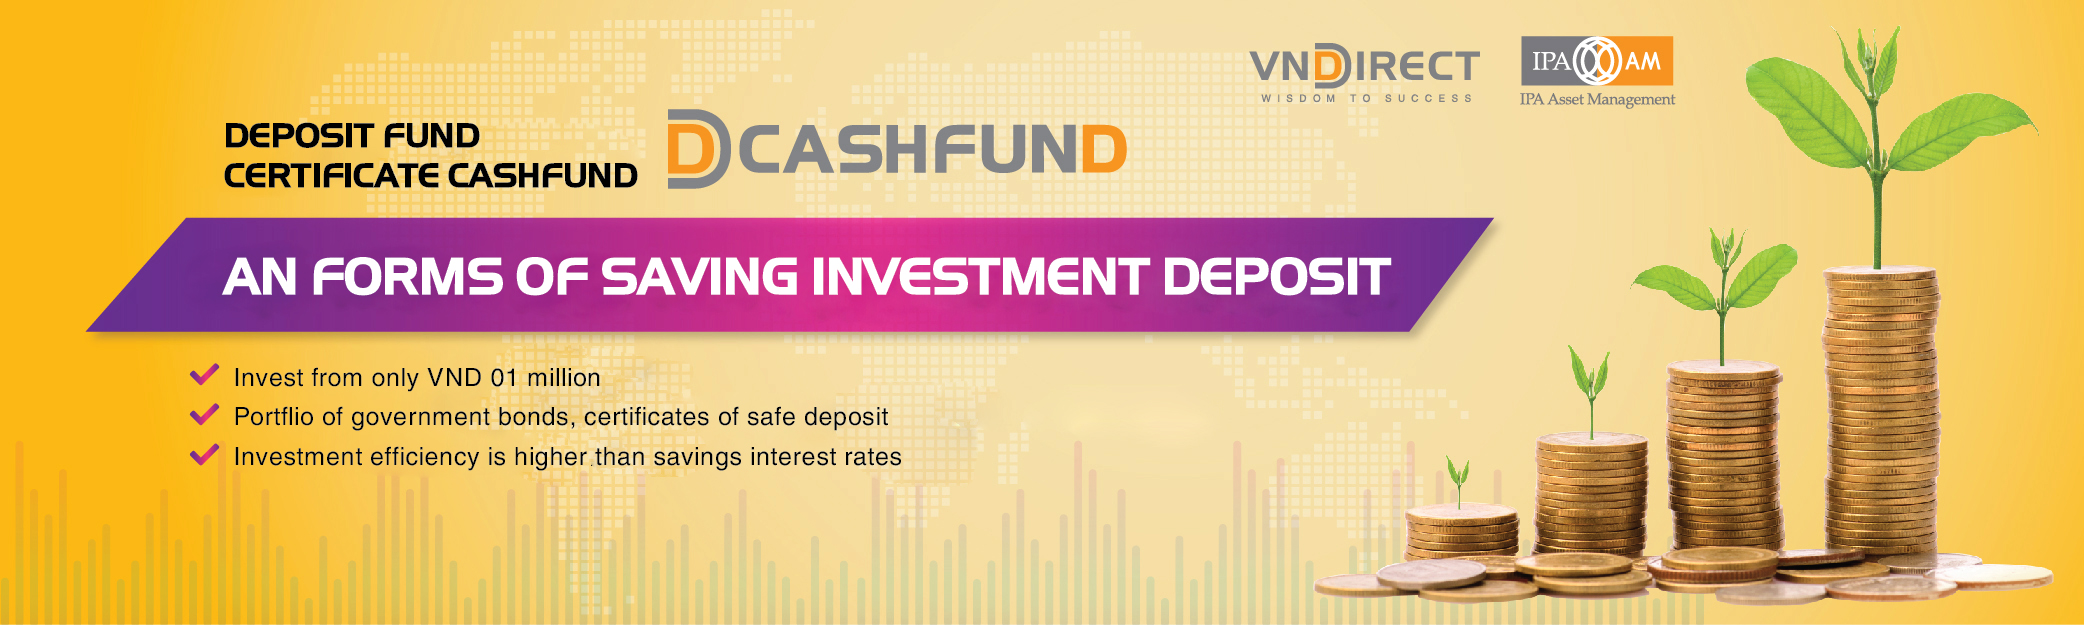 VNDIRECT
WISDOM TO SUCCESS
IPA AM
IPA Asset Management
DEPOSIT FUND
CERTIFICATE CASHFUND
D CASHFUND
AN FORMS OF SAVING INVESTMENT DEPOSIT
Invest from only VND 01 million
Portflio of government bonds, certificates of safe deposit
Investment efficiency is higher than savings interest rates